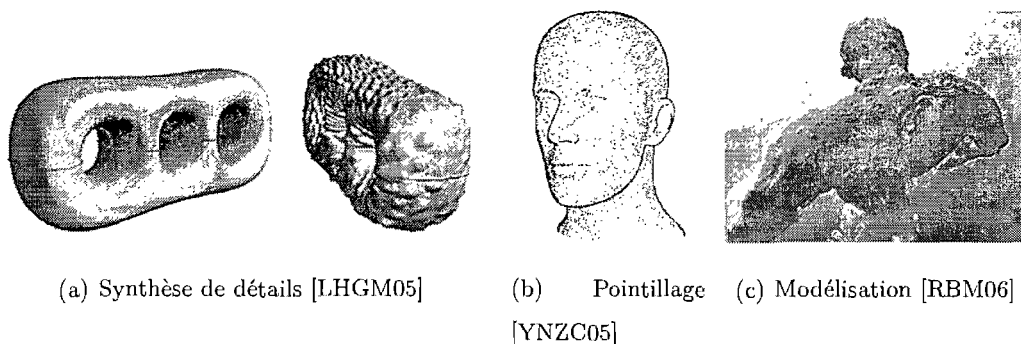 (a) Synthèse de détails [LHGM05]
(b) Pointillage
[YNZC05]
(c) Modélisation [RBM06]